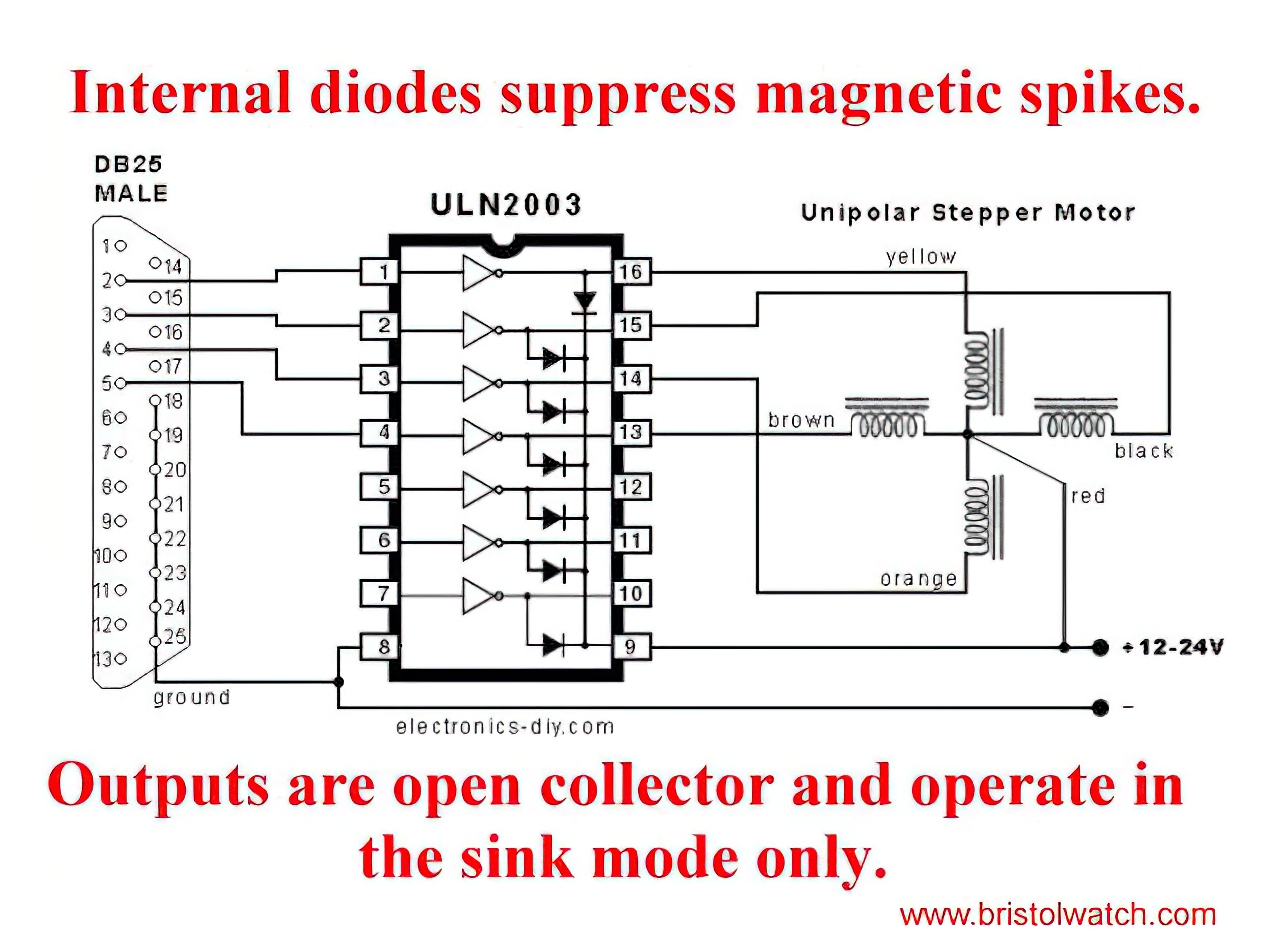 Internal diodes suppress magnetic spikes.
DB25
MALE
ULN2003
Unipolar Stepper Motor
1
2
3
4
5
6
7
8
9
10
11
12
13
14
15
16
17
18
19
20
21
22
23
24
25
ground
1
2
3
4
5
6
7
8
16
15
14
13
12
11
10
9
yellow
brown
black
red
orange
+12-24V
-
electronics-diy.com
Outputs are open collector and operate in
the sink mode only.
www.bristolwatch.com